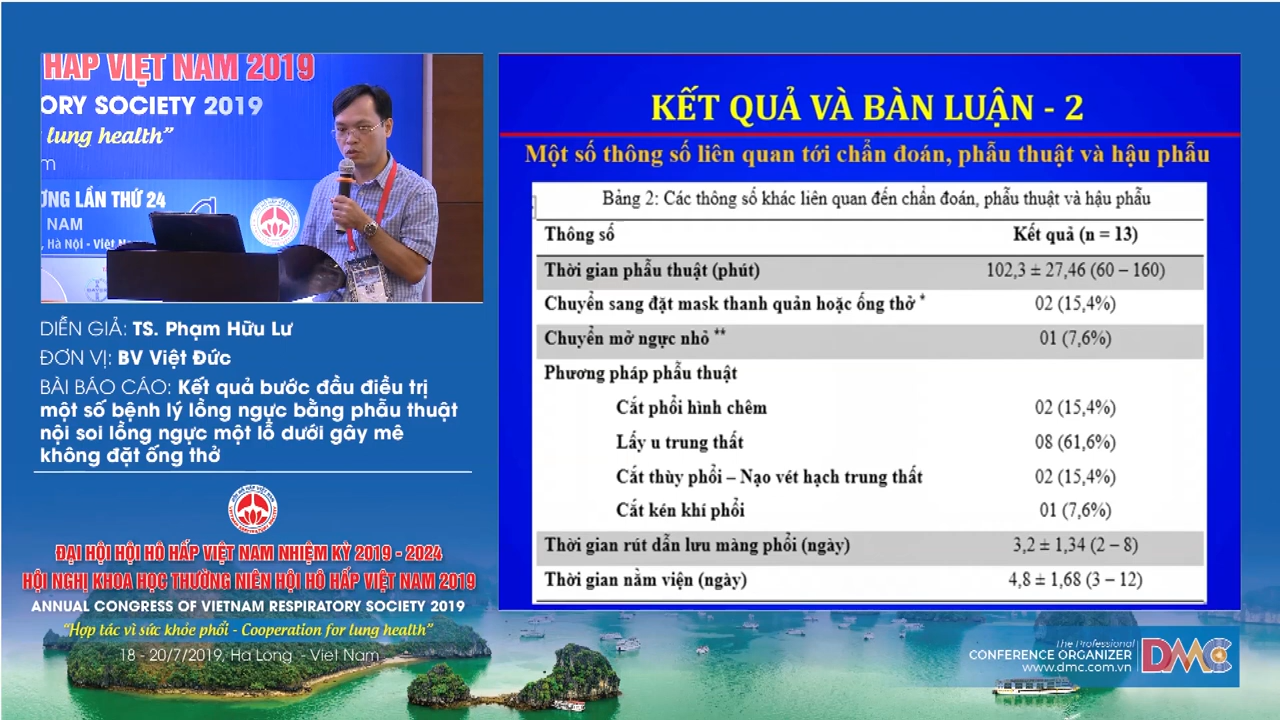 HẤP VIỆT NAM 2019
ORY SOCIETY 2019
lung health”
ƠNG LẦN THỨ 24
NAM
, Hà Nội - Việt
DIỄN GIẢ: TS. Phạm Hữu Lư
ĐƠN VỊ: BV Việt Đức
BÀI BÁO CÁO: Kết quả bước đầu điều trị
một số bệnh lý lồng ngực bằng phẫu thuật
nội soi lồng ngực một lỗ dưới gây mê
không đặt ống thở
ĐẠI HỘI HỘI HÔ HẤP VIỆT NAM NHIỆM KỲ 2019 - 2024
HỘI NGHỊ KHOA HỌC THƯỜNG NIÊN HỘI HÔ HẤP VIỆT NAM 2019
ANNUAL CONGRESS OF VIETNAM RESPIRATORY SOCIETY 2019
“Hợp tác vì sức khỏe phổi - Cooperation for lung health”
18 - 20/7/2019, Ha Long - Viet Nam
KẾT QUẢ VÀ BÀN LUẬN - 2
Một số thông số liên quan tới chẩn đoán, phẫu thuật và hậu phẫu
Bảng 2: Các thông số khác liên quan đến chẩn đoán, phẫu thuật và hậu phẫu
Thông số Kết quả (n = 13)
Thời gian phẫu thuật (phút) 102,3 ± 27,46 (60 – 160)
Chuyển sang đặt mask thanh quản hoặc ống thở * 02 (15,4%)
Chuyển mở ngực nhỏ ** 01 (7,6%)
Phương pháp phẫu thuật
Cắt phổi hình chêm 02 (15,4%)
Lấy u trung thất 08 (61,6%)
Cắt thùy phổi – Nạo vét hạch trung thất 02 (15,4%)
Cắt kén khí phổi 01 (7,6%)
Thời gian rút dẫn lưu màng phổi (ngày) 3,2 ± 1,34 (2 – 8)
Thời gian nằm viện (ngày) 4,8 ± 1,68 (3 – 12)
The Professional
CONFERENCE ORGANIZER
www.dmc.com.vn
DMC